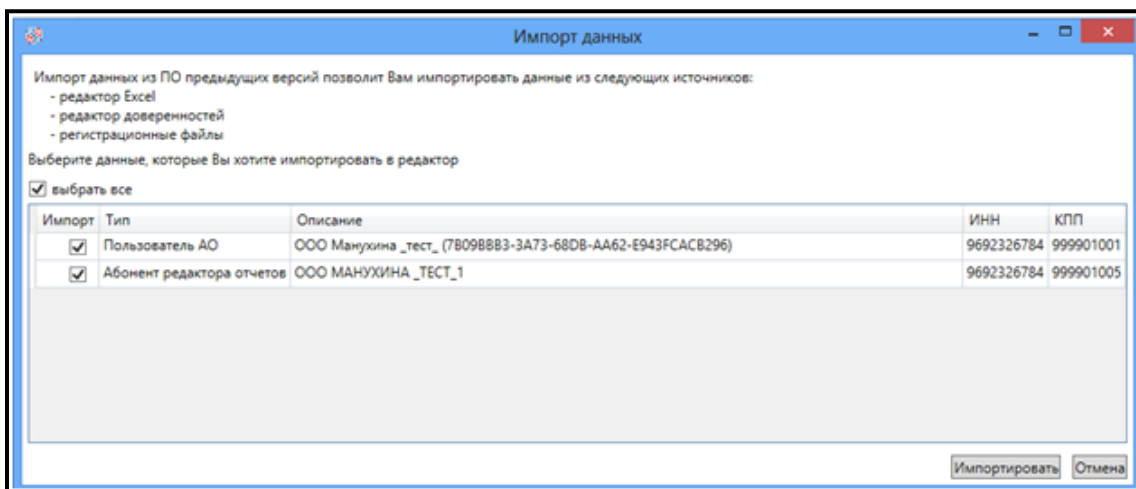 Импорт данных
Импорт данных из ПО предыдущих версий позволит Вам импортировать данные из следующих источников:
- редактор Excel
- редактор доверенностей
- регистрационные файлы
Выберите данные, которые Вы хотите импортировать в редактор
выбрать все
Импорт Тип Описание ИНН КПП
Пользователь АО ООО Манухина _тест_ (7B09BBB3-3A73-68DB-AA62-E943FCACB296) 9692326784 999901001
Абонент редактора отчетов ООО МАНУХИНА _ТЕСТ_1 9692326784 999901005
Импортировать Отмена